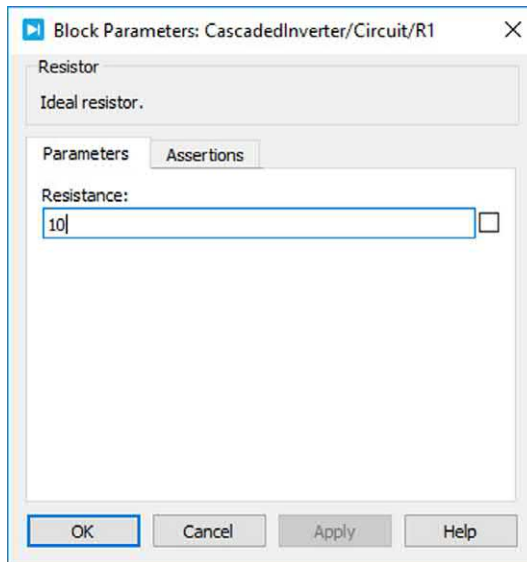 Block Parameters: CascadedInverter/Circuit/R1
Resistor
Ideal resistor.
Parameters Assertions
Resistance:
10
OK Cancel Apply Help